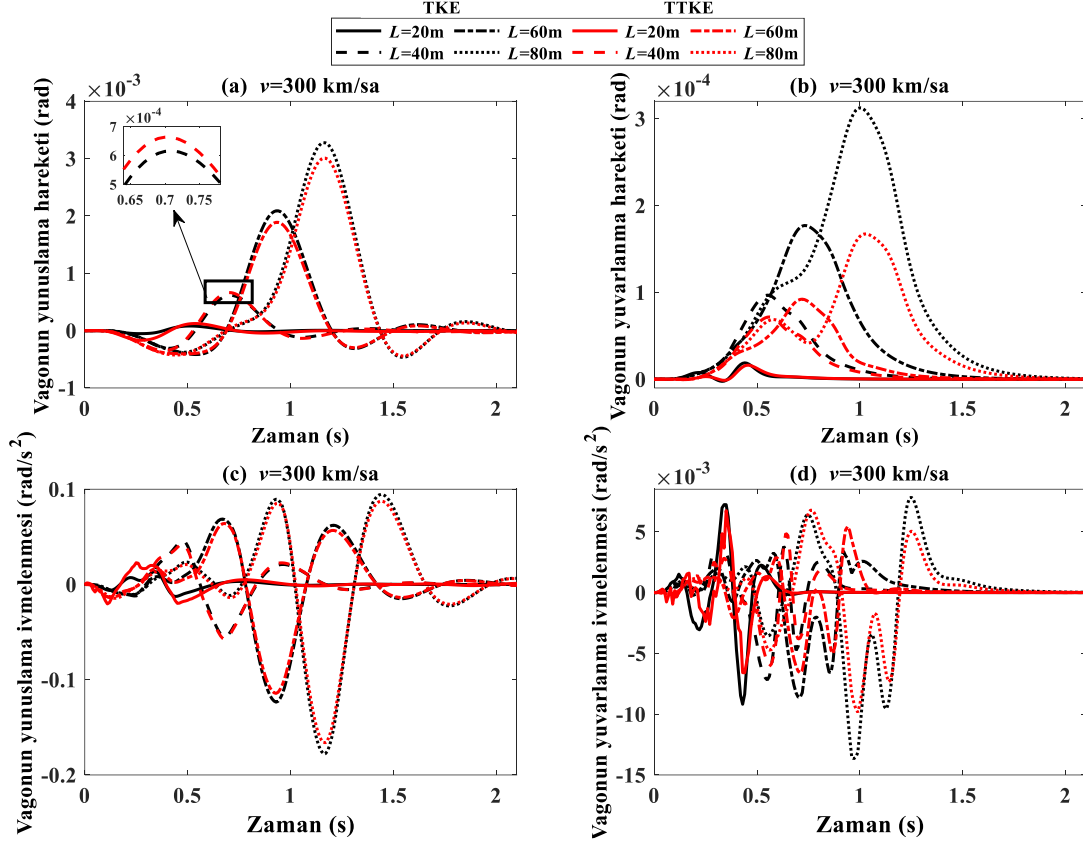 TKE TTKE
L=20m L=60m L=20m L=60m
L=40m L=80m L=40m L=80m
(a) v=300 km/sa
×10⁻³
Vagonun yunuslama hareketi (rad)
4
3
2
1
0
-1
×10⁻⁴
7
6
5
0.65 0.7 0.75
0 0.5 1 1.5 2
Zaman (s)
(b) v=300 km/sa
×10⁻⁴
Vagonun yuvarlanma hareketi (rad)
3
2
1
0
0 0.5 1 1.5 2
Zaman (s)
(c) v=300 km/sa
Vagonun yunuslama ivmelenmesi (rad/s²)
0.1
0
-0.1
-0.2
0 0.5 1 1.5 2
Zaman (s)
(d) v=300 km/sa
×10⁻³
Vagonun yuvarlanma ivmelenmesi (rad/s²)
5
0
-5
-10
-15
0 0.5 1 1.5 2
Zaman (s)